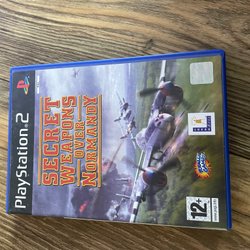 PlayStation 2
SECRET
WEAPONS
OVER
NORMANDY
12+